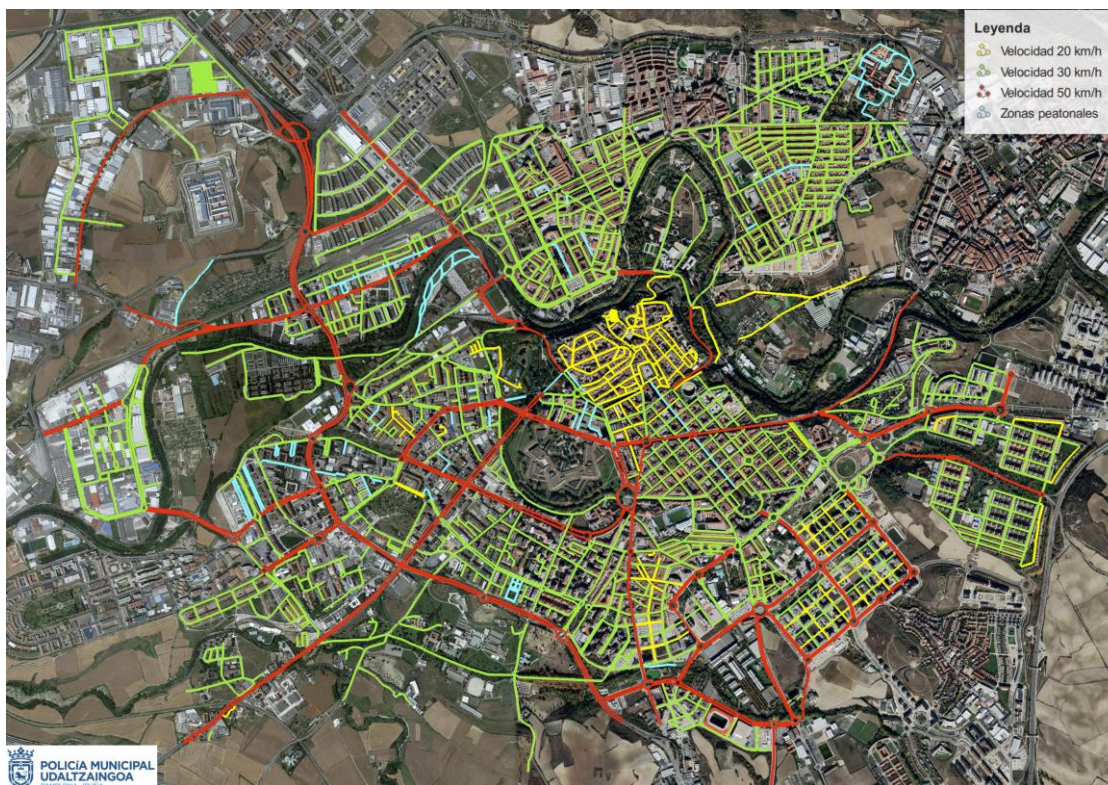 Leyenda
Velocidad 20 km/h
Velocidad 30 km/h
Velocidad 50 km/h
Zonas peatonales
POLICÍA MUNICIPAL
UDALTZAINGOA